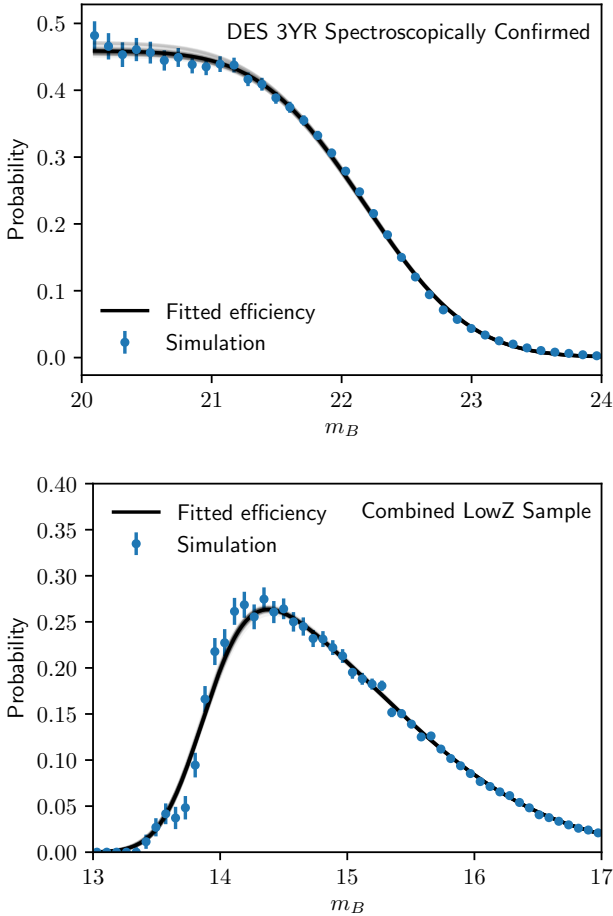 DES 3YR Spectroscopically Confirmed
0.5
0.4
0.3
0.2
0.1
0.0
Probability
Fitted efficiency
Simulation
20 21 22 23 24
m_B
0.40
0.35
0.30
0.25
0.20
0.15
0.10
0.05
0.00
Probability
Fitted efficiency
Simulation
Combined LowZ Sample
13 14 15 16 17
m_B